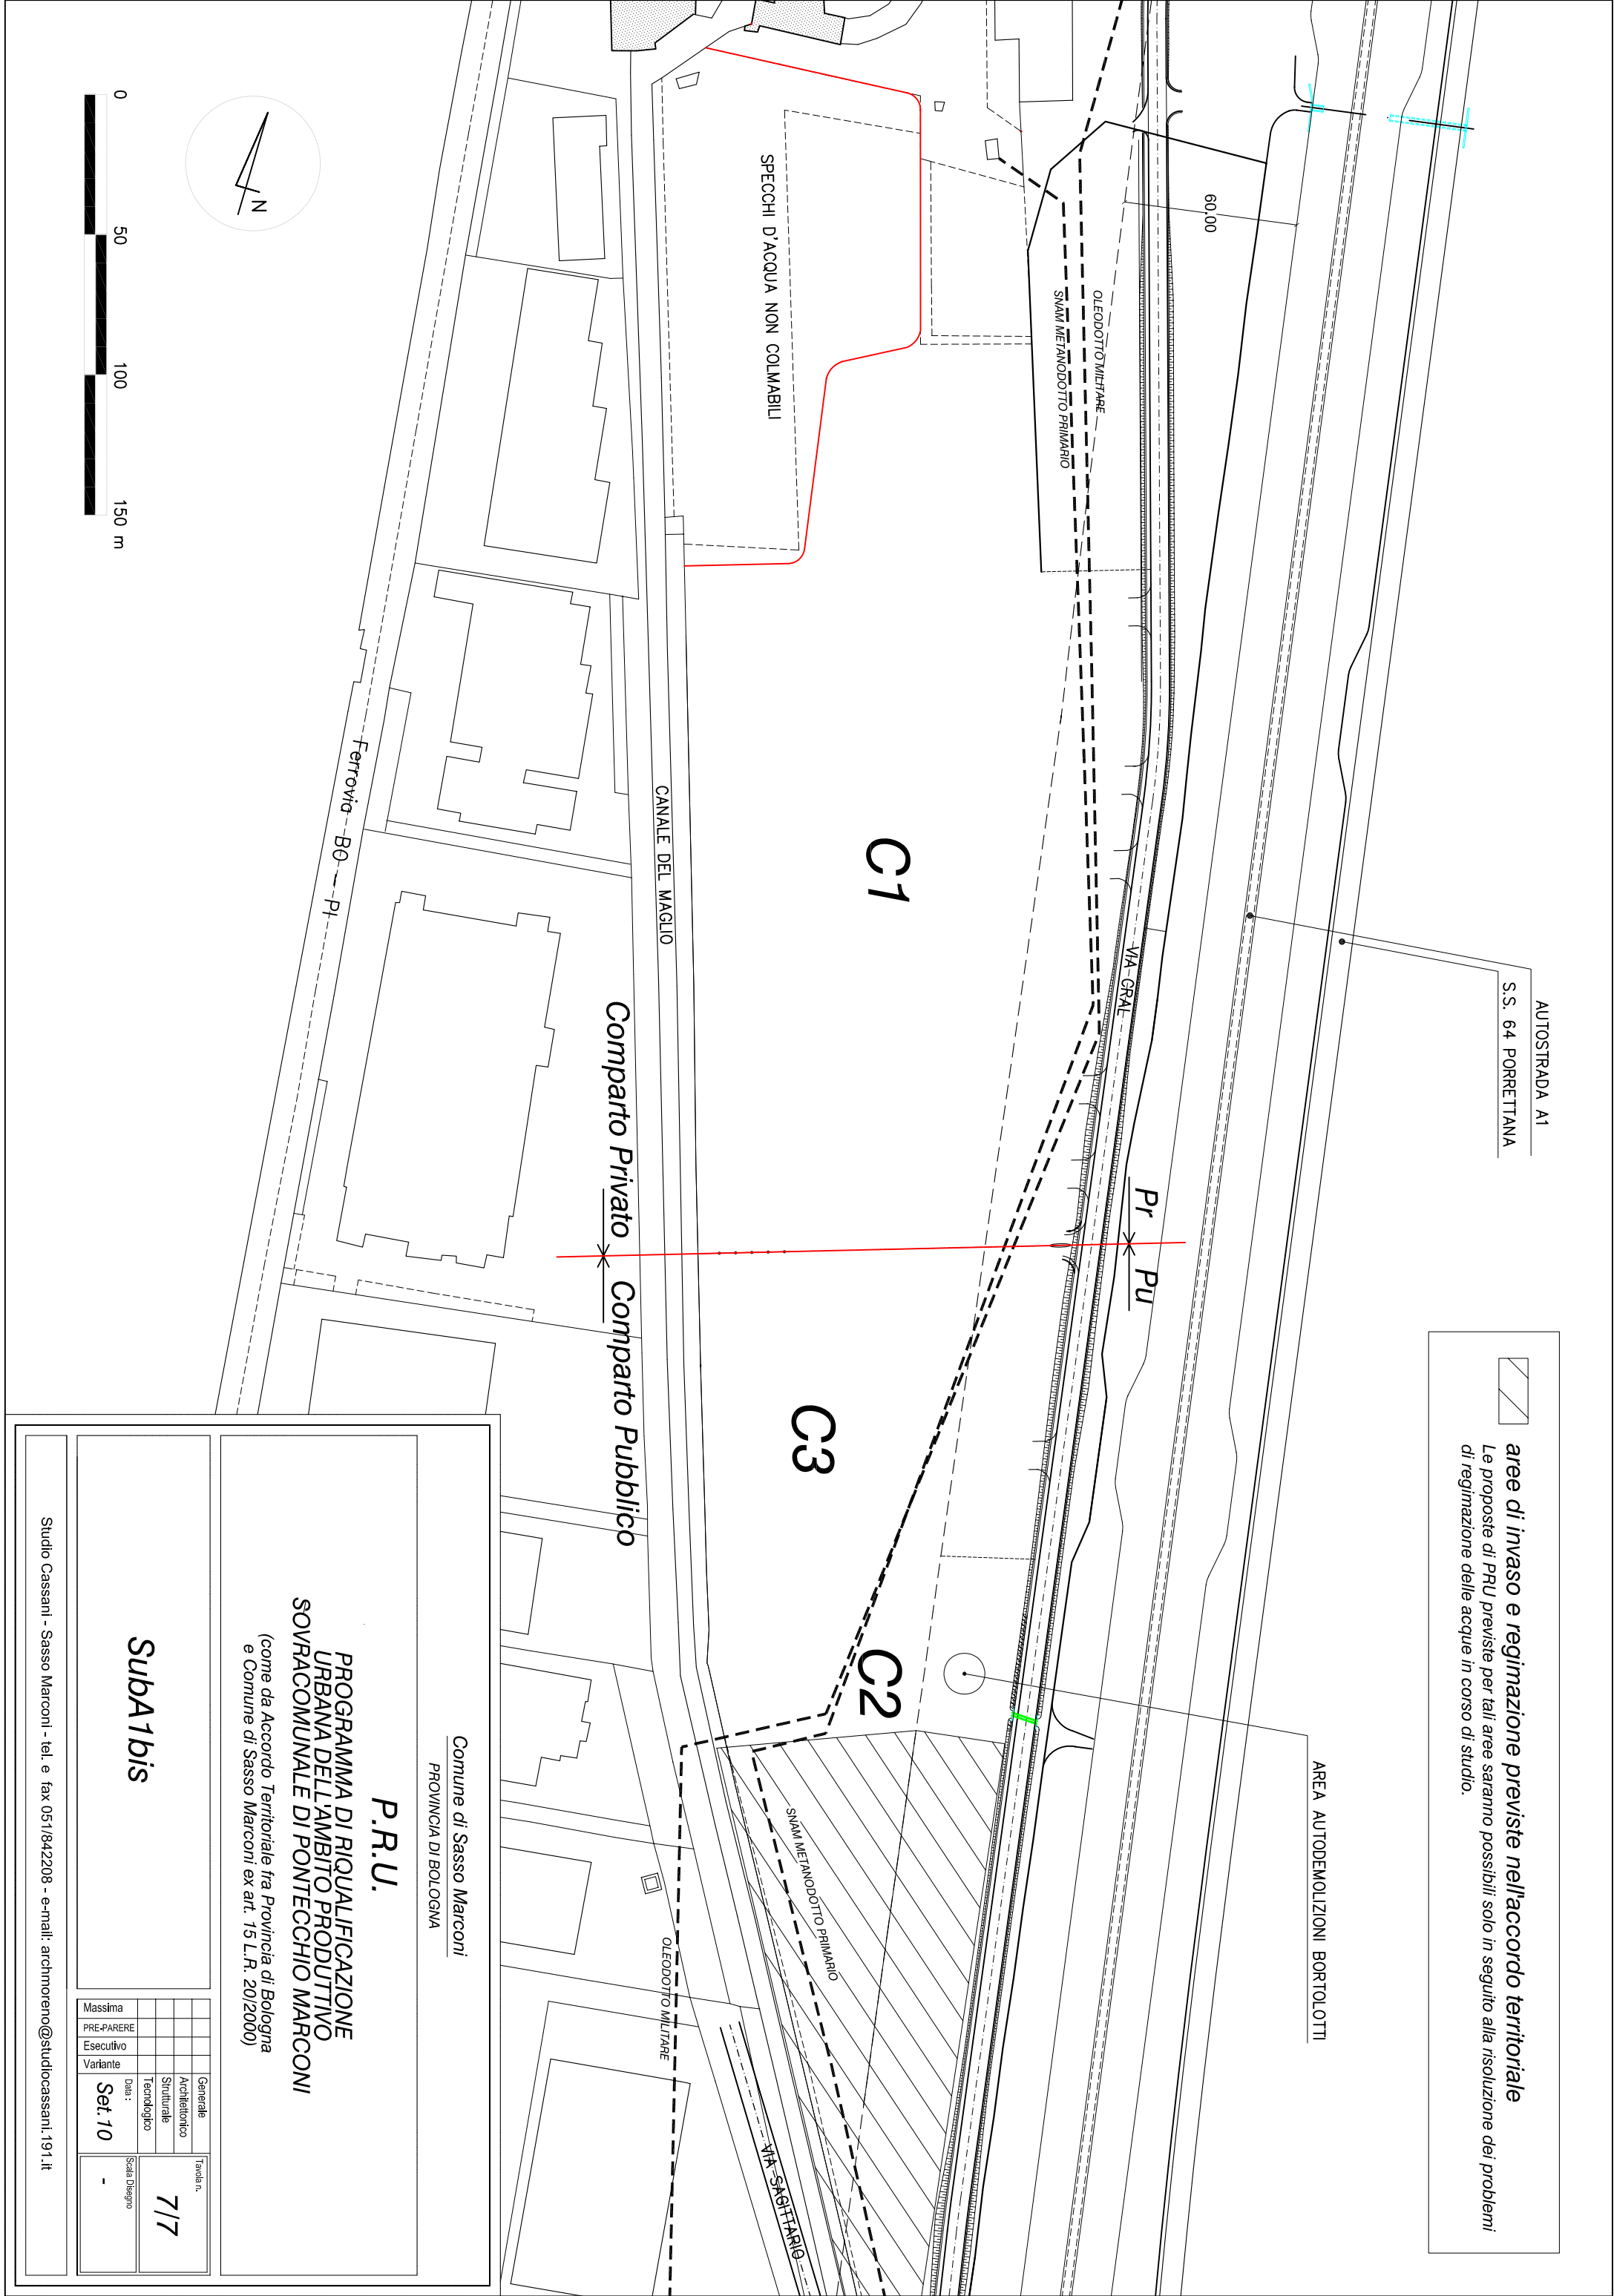 AUTOSTRADA A1
S.S. 64 PORRETTANA
aree di invaso e regimazione previste nell'accordo territoriale
Le proposte di PRU previste per tali aree saranno possibili solo in seguito alla risoluzione dei problemi
di regimazione delle acque in corso di studio.
AREA AUTODEMOLIZIONI BORTOLOTTI
60.00
OLEODOTTO MILITARE
SNAM METANODOTTO PRIMARIO
VIA CRAL
Pr
Pu
SPECCHI D'ACQUA NON COLMABILI
C1
C3
C2
SNAM METANODOTTO PRIMARIO
OLEODOTTO MILITARE
VIA SAGITTARIO
CANALE DEL MAGLIO
Comparto Privato
Comparto Pubblico
Ferrovia BO - PI
N
0
50
100
150 m
Comune di Sasso Marconi
PROVINCIA DI BOLOGNA
P.R.U.
PROGRAMMA DI RIQUALIFICAZIONE
URBANA DELL'AMBITO PRODUTTIVO
SOVRACOMUNALE DI PONTECCHIO MARCONI
(come da Accordo Territoriale fra Provincia di Bologna
e Comune di Sasso Marconi ex art. 15 L.R. 20/2000)
SubA1bis
Massima
PRE-PARERE
Esecutivo
Variante
Generale
Architettonico
Strutturale
Tecnologico
Data :
Set.10
Tavola n.
7/7
Scala Disegno
-
Studio Cassani - Sasso Marconi - tel. e fax 051/842208 - e-mail: archmoreno@studiocassani.191.it